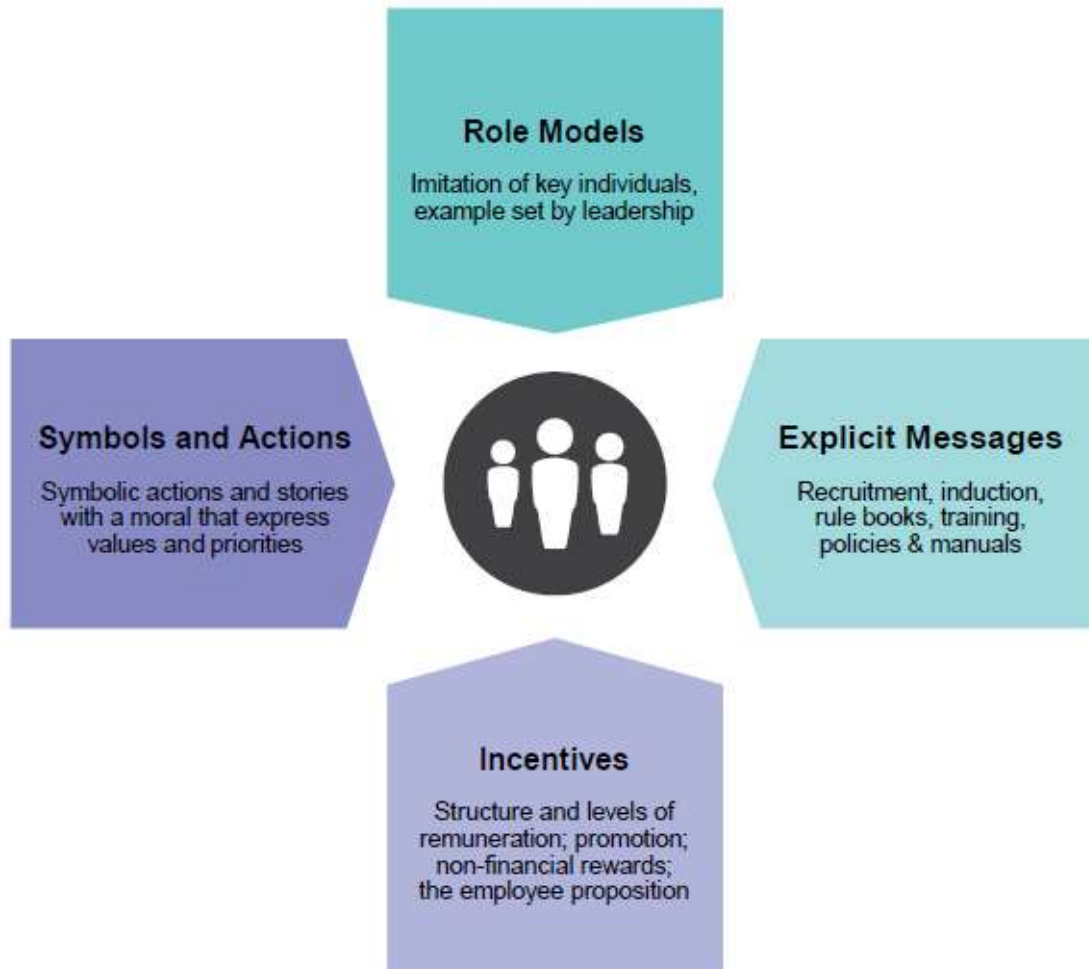 Role Models
Imitation of key individuals,
example set by leadership
Symbols and Actions
Symbolic actions and stories
with a moral that express
values and priorities
Explicit Messages
Recruitment, induction,
rule books, training,
policies & manuals
Incentives
Structure and levels of
remuneration; promotion;
non-financial rewards;
the employee proposition